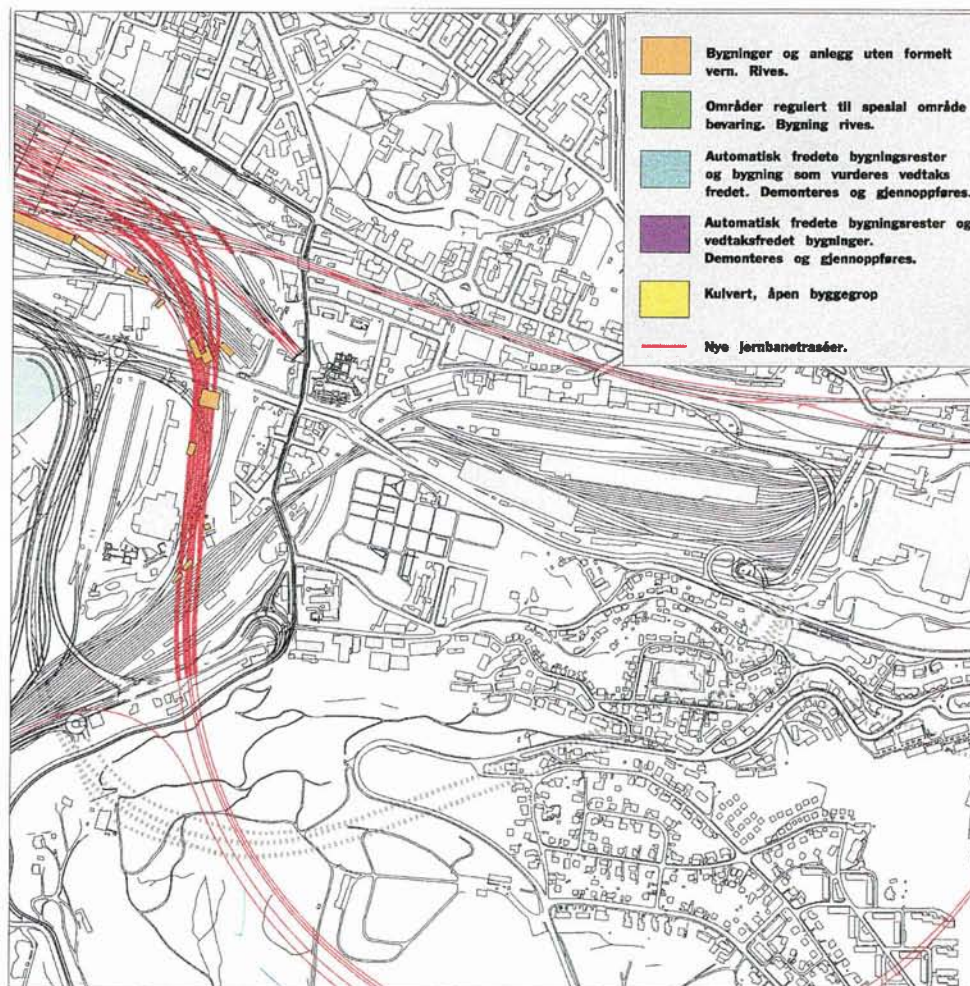 Bygninger og anlegg uten formelt
vern. Rives.
Områder regulert til spesial område
bevaring. Bygning rives.
Automatisk fredete bygningsrester
og bygning som vurderes vedtaks
fredet. Demonteres og gjennoppføres.
Automatisk fredete bygningsrester og
vedtaksfredet bygninger.
Demonteres og gjennoppføres.
Kulvert, åpen byggegrop
Nye jernbanetraséer.